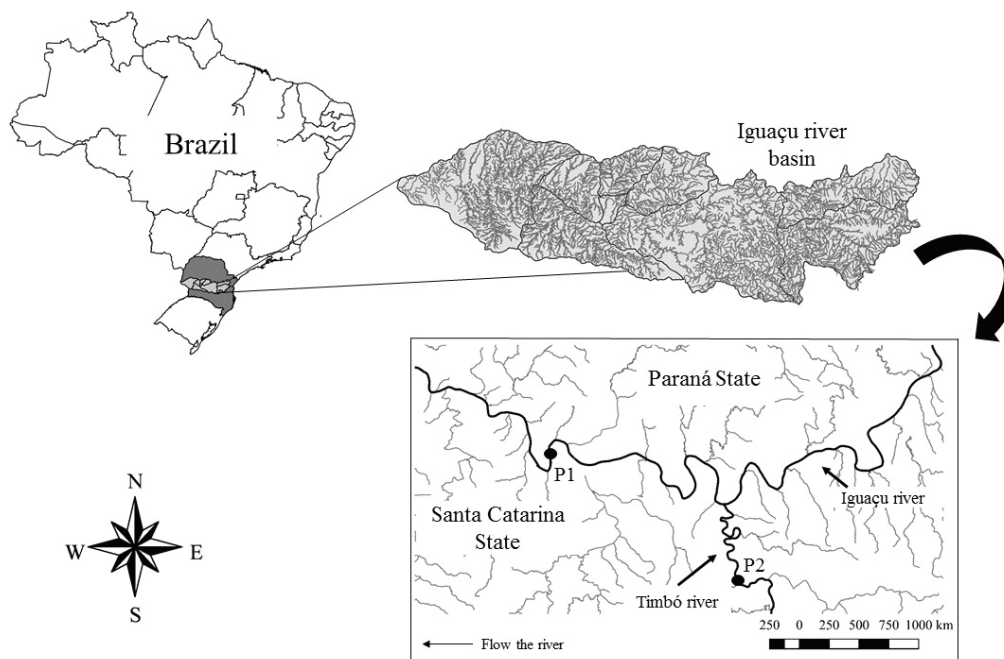 Brazil
Iguaçu river
basin
Paraná State
P1
Iguaçu river
Santa Catarina
State
P2
Timbó river
N
W E
S
250 0 250 500 750 1000 km
Flow the river